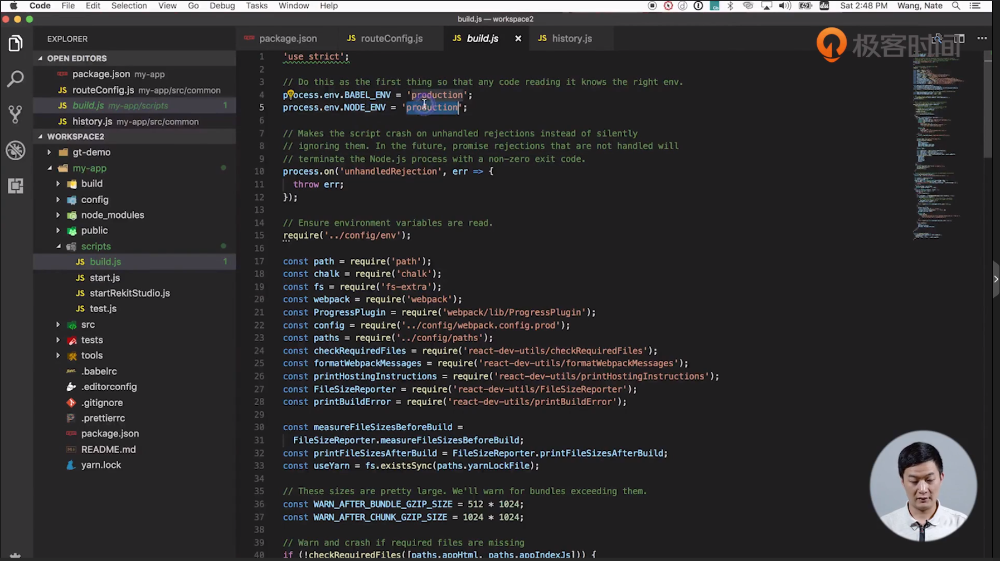 Code File Edit Selection View Go Debug Tasks Window Help Sat 2:48 PM Wang, Nate
build.js — workspace2
EXPLORER
package.json
JS routeConfig.js
JS build.js
JS history.js
极客时间
OPEN EDITORS
package.json my-app
JS routeConfig.js my-app/src/common
JS build.js my-app/scripts 1
JS history.js my-app/src/common
WORKSPACE2
gt-demo
my-app
build
config
node_modules
public
scripts
JS build.js 1
JS start.js
JS startRekitStudio.js
JS test.js
src
tests
tools
.babelrc
.editorconfig
.gitignore
.prettierrc
package.json
README.md
yarn.lock
1 'use strict';
2
3 // Do this as the first thing so that any code reading it knows the right env.
4 process.env.BABEL_ENV = 'production';
5 process.env.NODE_ENV = 'production';
6
7 // Makes the script crash on unhandled rejections instead of silently
8 // ignoring them. In the future, promise rejections that are not handled will
9 // terminate the Node.js process with a non-zero exit code.
10 process.on('unhandledRejection', err => {
11 throw err;
12 });
13
14 // Ensure environment variables are read.
15 require('../config/env');
16
17 const path = require('path');
18 const chalk = require('chalk');
19 const fs = require('fs-extra');
20 const webpack = require('webpack');
21 const ProgressPlugin = require('webpack/lib/ProgressPlugin');
22 const config = require('../config/webpack.config.prod');
23 const paths = require('../config/paths');
24 const checkRequiredFiles = require('react-dev-utils/checkRequiredFiles');
25 const formatWebpackMessages = require('react-dev-utils/formatWebpackMessages');
26 const printHostingInstructions = require('react-dev-utils/printHostingInstructions');
27 const FileSizeReporter = require('react-dev-utils/FileSizeReporter');
28 const printBuildError = require('react-dev-utils/printBuildError');
29
30 const measureFileSizesBeforeBuild =
31 FileSizeReporter.measureFileSizesBeforeBuild;
32 const printFileSizesAfterBuild = FileSizeReporter.printFileSizesAfterBuild;
33 const useYarn = fs.existsSync(paths.yarnLockFile);
34
35 // These sizes are pretty large. We'll warn for bundles exceeding them.
36 const WARN_AFTER_BUNDLE_GZIP_SIZE = 512 * 1024;
37 const WARN_AFTER_CHUNK_GZIP_SIZE = 1024 * 1024;
38
39 // Warn and crash if required files are missing
40 if (!checkRequiredFiles([paths.appHtml, paths.appIndexJs])) {